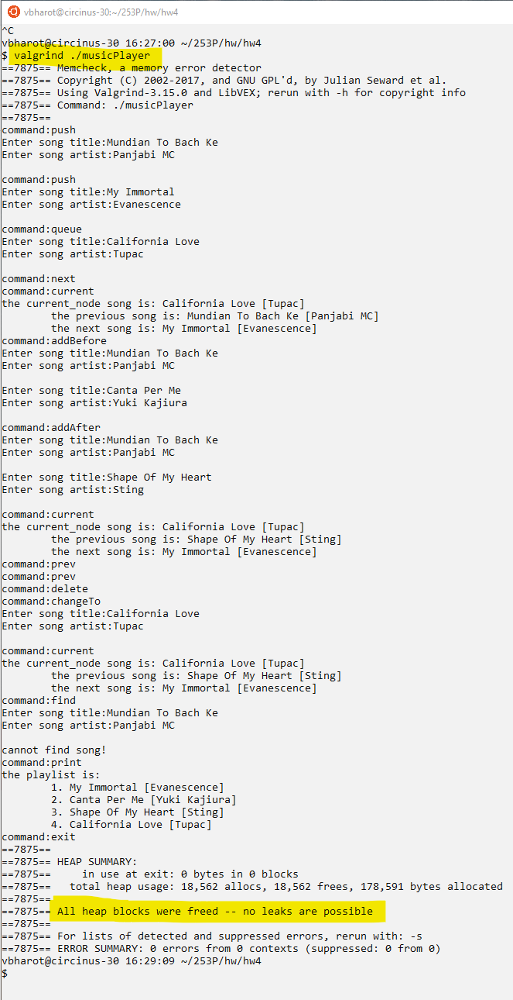 vbharot@circinus-30:~/253P/hw/hw4
^C
vbharot@circinus-30 16:27:00 ~/253P/hw/hw4
$ valgrind ./musicPlayer
==7875== Memcheck, a memory error detector
==7875== Copyright (C) 2002-2017, and GNU GPL'd, by Julian Seward et al.
==7875== Using Valgrind-3.15.0 and LibVEX; rerun with -h for copyright info
==7875== Command: ./musicPlayer
==7875==
command:push
Enter song title:Mundian To Bach Ke
Enter song artist:Panjabi MC

command:push
Enter song title:My Immortal
Enter song artist:Evanescence

command:queue
Enter song title:California Love
Enter song artist:Tupac

command:next
command:current
the current_node song is: California Love [Tupac]
        the previous song is: Mundian To Bach Ke [Panjabi MC]
        the next song is: My Immortal [Evanescence]
command:addBefore
Enter song title:Mundian To Bach Ke
Enter song artist:Panjabi MC

Enter song title:Canta Per Me
Enter song artist:Yuki Kajiura

command:addAfter
Enter song title:Mundian To Bach Ke
Enter song artist:Panjabi MC

Enter song title:Shape Of My Heart
Enter song artist:Sting

command:current
the current_node song is: California Love [Tupac]
        the previous song is: Shape Of My Heart [Sting]
        the next song is: My Immortal [Evanescence]
command:prev
command:prev
command:delete
command:changeTo
Enter song title:California Love
Enter song artist:Tupac

command:current
the current_node song is: California Love [Tupac]
        the previous song is: Shape Of My Heart [Sting]
        the next song is: My Immortal [Evanescence]
command:find
Enter song title:Mundian To Bach Ke
Enter song artist:Panjabi MC

cannot find song!
command:print
the playlist is:
        1. My Immortal [Evanescence]
        2. Canta Per Me [Yuki Kajiura]
        3. Shape Of My Heart [Sting]
        4. California Love [Tupac]
command:exit
==7875==
==7875== HEAP SUMMARY:
==7875==     in use at exit: 0 bytes in 0 blocks
==7875==   total heap usage: 18,562 allocs, 18,562 frees, 178,591 bytes allocated
==7875==
==7875== All heap blocks were freed -- no leaks are possible
==7875==
==7875== For lists of detected and suppressed errors, rerun with: -s
==7875== ERROR SUMMARY: 0 errors from 0 contexts (suppressed: 0 from 0)
vbharot@circinus-30 16:29:09 ~/253P/hw/hw4
$